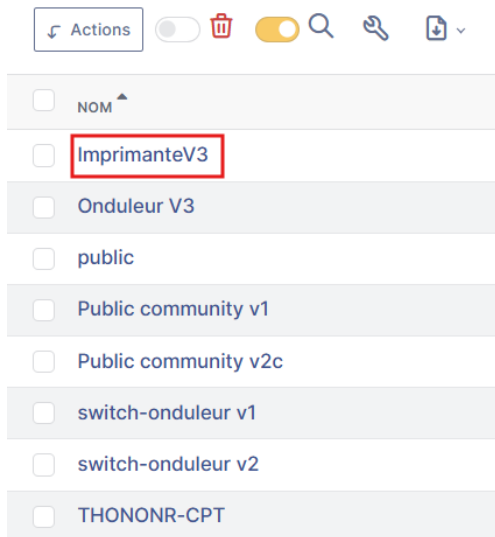 Actions
NOM
ImprimanteV3
Onduleur V3
public
Public community v1
Public community v2c
switch-onduleur v1
switch-onduleur v2
THONONR-CPT